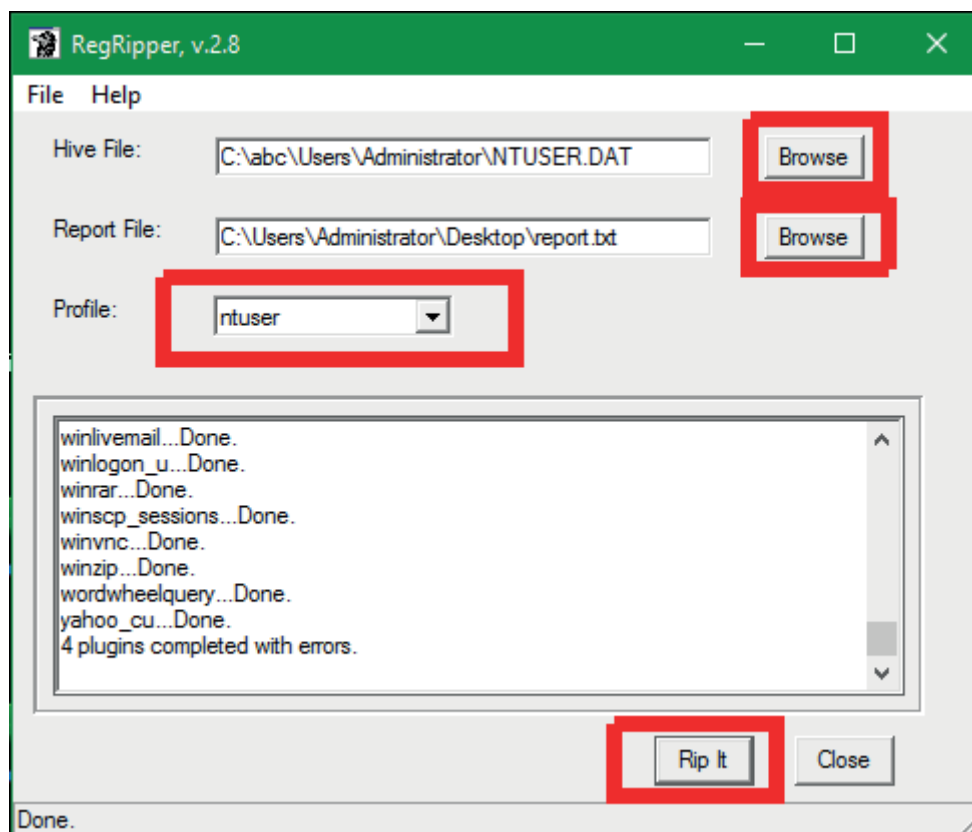 RegRipper, v.2.8
File Help
Hive File: C:\abc\Users\Administrator\NTUSER.DAT Browse
Report File: C:\Users\Administrator\Desktop\report.txt Browse
Profile: ntuser
winlivemail...Done.
winlogon_u...Done.
winrar...Done.
winscp_sessions...Done.
winvnc...Done.
winzip...Done.
wordwheelquery...Done.
yahoo_cu...Done.
4 plugins completed with errors.
Rip It Close
Done.